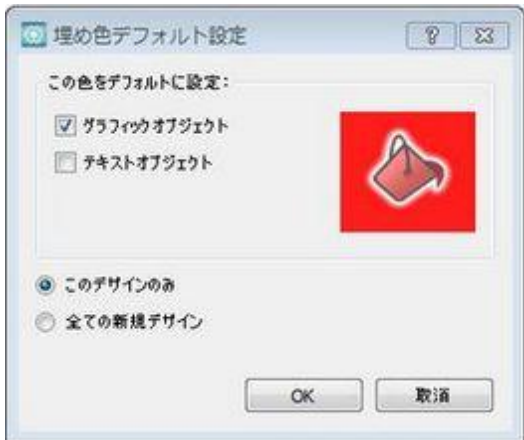 埋め色デフォルト設定
この色をデフォルトに設定:
グラフィックオブジェクト
テキストオブジェクト
このデザインのみ
全ての新規デザイン
OK 取消